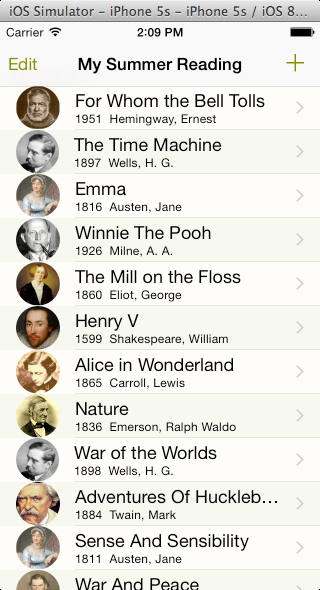 iOS Simulator – iPhone 5s – iPhone 5s / iOS 8...
Carrier 2:09 PM
Edit My Summer Reading +
For Whom the Bell Tolls
1951 Hemingway, Ernest
The Time Machine
1897 Wells, H. G.
Emma
1816 Austen, Jane
Winnie The Pooh
1926 Milne, A. A.
The Mill on the Floss
1860 Eliot, George
Henry V
1599 Shakespeare, William
Alice in Wonderland
1865 Carroll, Lewis
Nature
1836 Emerson, Ralph Waldo
War of the Worlds
1898 Wells, H. G.
Adventures Of Huckleb...
1884 Twain, Mark
Sense And Sensibility
1811 Austen, Jane
War And Peace